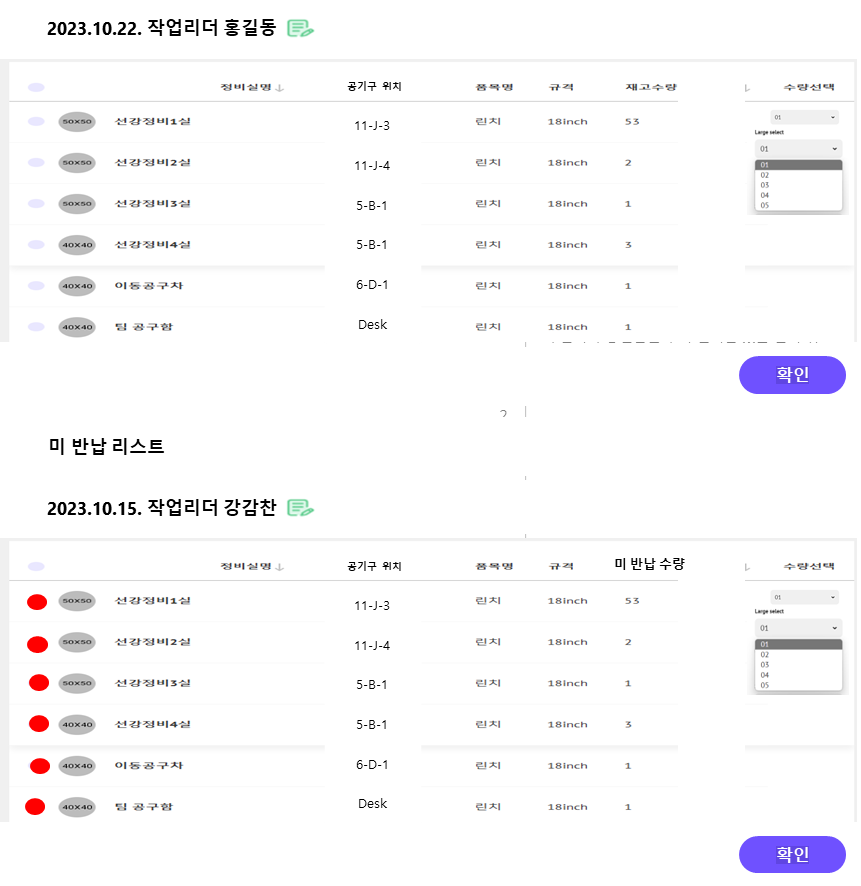 2023.10.22. 작업리더 홍길동
정비실명↓ 공기구 위치 품목명 규격 재고수량 수량선택
50X50 선강정비1실 11-J-3 린치 18inch 53 01
Large select
50X50 선강정비2실 11-J-4 린치 18inch 2 01
01
02
03
04
05
50X50 선강정비3실 5-B-1 린치 18inch 1
40X40 선강정비4실 5-B-1 린치 18inch 3
40X40 이동공구차 6-D-1 린치 18inch 1
40X40 팀 공구함 Desk 린치 18inch 1
확인
미 반납 리스트
2023.10.15. 작업리더 강감찬
정비실명↓ 공기구 위치 품목명 규격 미 반납 수량 수량선택
50X50 선강정비1실 11-J-3 린치 18inch 53 01
Large select
50X50 선강정비2실 11-J-4 린치 18inch 2 01
01
02
03
04
05
50X50 선강정비3실 5-B-1 린치 18inch 1
40X40 선강정비4실 5-B-1 린치 18inch 3
40X40 이동공구차 6-D-1 린치 18inch 1
40X40 팀 공구함 Desk 린치 18inch 1
확인